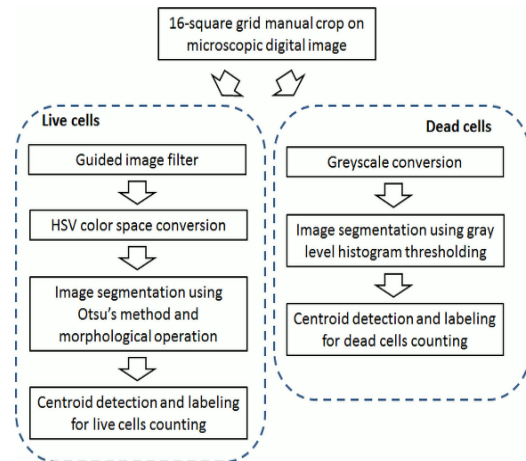 16-square grid manual crop on
microscopic digital image
Live cells
Guided image filter
HSV color space conversion
Image segmentation using
Otsu's method and
morphological operation
Centroid detection and labeling
for live cells counting
Dead cells
Greyscale conversion
Image segmentation using gray
level histogram thresholding
Centroid detection and labeling
for dead cells counting